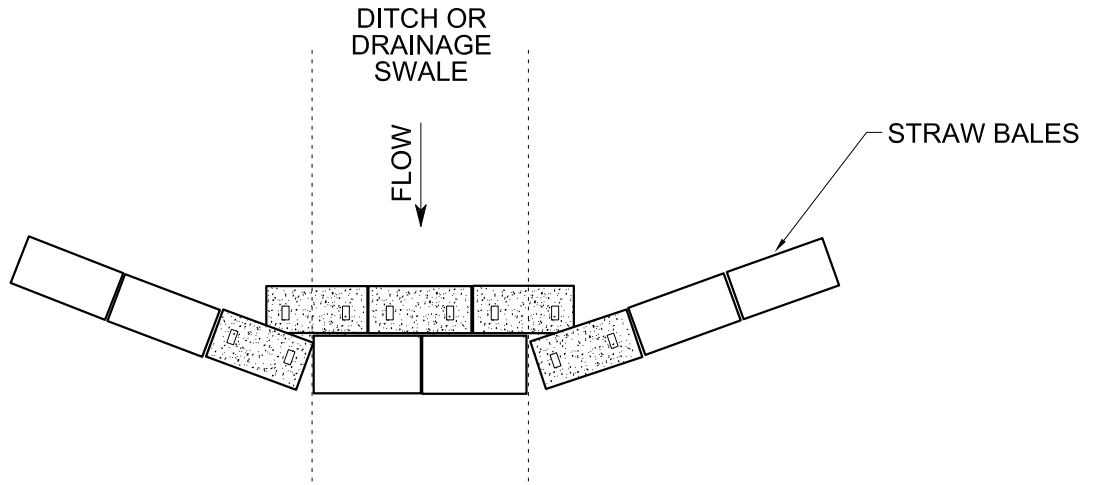 DITCH OR
DRAINAGE
SWALE
FLOW
STRAW BALES